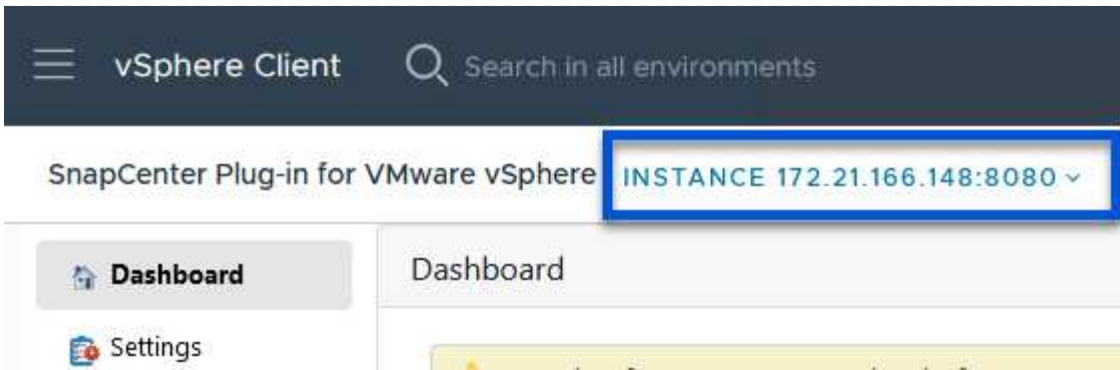 vSphere Client
Search in all environments
SnapCenter Plug-in for VMware vSphere INSTANCE 172.21.166.148:8080
Dashboard
Dashboard
Settings